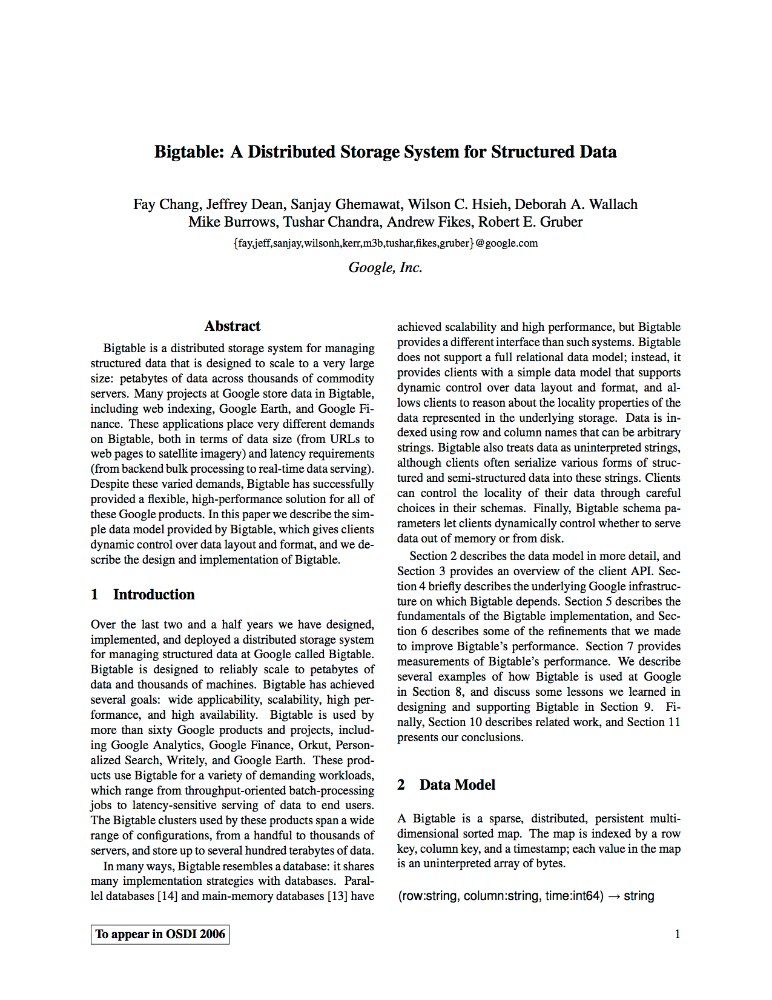 Bigtable: A Distributed Storage System for Structured Data
Fay Chang, Jeffrey Dean, Sanjay Ghemawat, Wilson C. Hsieh, Deborah A. Wallach
Mike Burrows, Tushar Chandra, Andrew Fikes, Robert E. Gruber
{fay,jeff,sanjay,wilsonh,kerr,m3b,tushar,fikes,gruber}@google.com
Google, Inc.
Abstract
Bigtable is a distributed storage system for managing
structured data that is designed to scale to a very large
size: petabytes of data across thousands of commodity
servers. Many projects at Google store data in Bigtable,
including web indexing, Google Earth, and Google Fi-
nance. These applications place very different demands
on Bigtable, both in terms of data size (from URLs to
web pages to satellite imagery) and latency requirements
(from backend bulk processing to real-time data serving).
Despite these varied demands, Bigtable has successfully
provided a flexible, high-performance solution for all of
these Google products. In this paper we describe the sim-
ple data model provided by Bigtable, which gives clients
dynamic control over data layout and format, and we de-
scribe the design and implementation of Bigtable.
1 Introduction
Over the last two and a half years we have designed,
implemented, and deployed a distributed storage system
for managing structured data at Google called Bigtable.
Bigtable is designed to reliably scale to petabytes of
data and thousands of machines. Bigtable has achieved
several goals: wide applicability, scalability, high per-
formance, and high availability. Bigtable is used by
more than sixty Google products and projects, includ-
ing Google Analytics, Google Finance, Orkut, Person-
alized Search, Writely, and Google Earth. These prod-
ucts use Bigtable for a variety of demanding workloads,
which range from throughput-oriented batch-processing
jobs to latency-sensitive serving of data to end users.
The Bigtable clusters used by these products span a wide
range of configurations, from a handful to thousands of
servers, and store up to several hundred terabytes of data.
In many ways, Bigtable resembles a database: it shares
many implementation strategies with databases. Paral-
lel databases [14] and main-memory databases [13] have
achieved scalability and high performance, but Bigtable
provides a different interface than such systems. Bigtable
does not support a full relational data model; instead, it
provides clients with a simple data model that supports
dynamic control over data layout and format, and al-
lows clients to reason about the locality properties of the
data represented in the underlying storage. Data is in-
dexed using row and column names that can be arbitrary
strings. Bigtable also treats data as uninterpreted strings,
although clients often serialize various forms of struc-
tured and semi-structured data into these strings. Clients
can control the locality of their data through careful
choices in their schemas. Finally, Bigtable schema pa-
rameters let clients dynamically control whether to serve
data out of memory or from disk.
Section 2 describes the data model in more detail, and
Section 3 provides an overview of the client API. Sec-
tion 4 briefly describes the underlying Google infrastruc-
ture on which Bigtable depends. Section 5 describes the
fundamentals of the Bigtable implementation, and Sec-
tion 6 describes some of the refinements that we made
to improve Bigtable's performance. Section 7 provides
measurements of Bigtable's performance. We describe
several examples of how Bigtable is used at Google
in Section 8, and discuss some lessons we learned in
designing and supporting Bigtable in Section 9. Fi-
nally, Section 10 describes related work, and Section 11
presents our conclusions.
2 Data Model
A Bigtable is a sparse, distributed, persistent multi-
dimensional sorted map. The map is indexed by a row
key, column key, and a timestamp; each value in the map
is an uninterpreted array of bytes.
(row:string, column:string, time:int64) → string
To appear in OSDI 2006
1